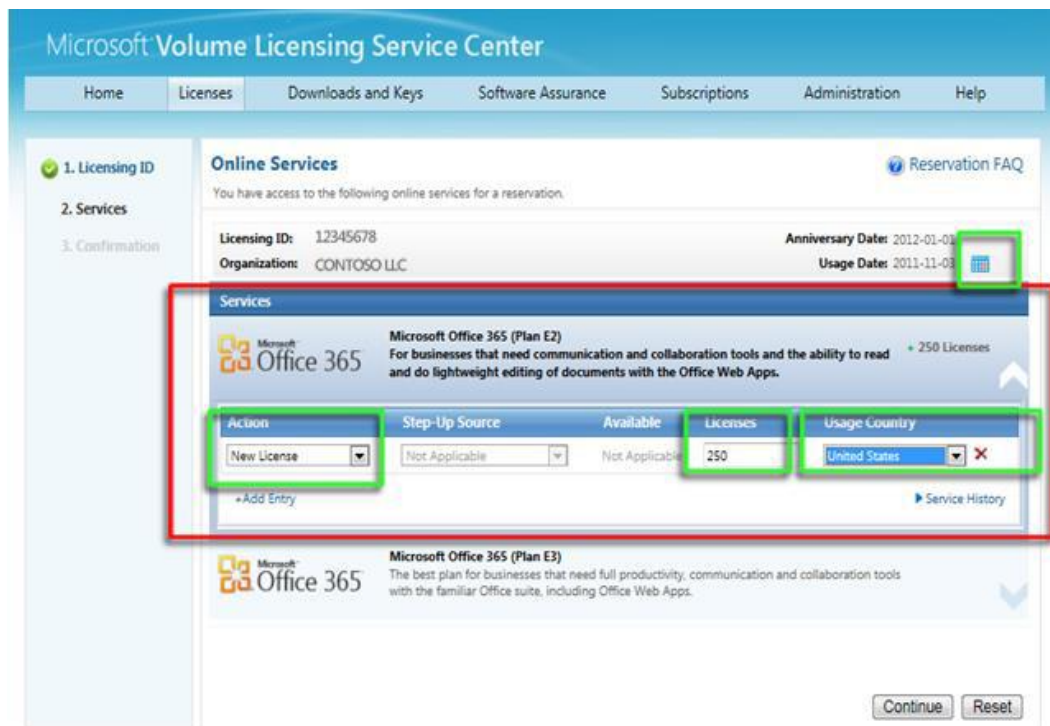 Microsoft Volume Licensing Service Center
Home Licenses Downloads and Keys Software Assurance Subscriptions Administration Help
1. Licensing ID
2. Services
3. Confirmation
Online Services
Reservation FAQ
You have access to the following online services for a reservation.
Licensing ID: 12345678
Anniversary Date: 2012-01-01
Organization: CONTOSO LLC
Usage Date: 2011-11-03
Services
Microsoft Office 365
Microsoft Office 365 (Plan E2)
For businesses that need communication and collaboration tools and the ability to read
and do lightweight editing of documents with the Office Web Apps.
+ 250 Licenses
Action Step-Up Source Available Licenses Usage Country
New License Not Applicable Not Applicable 250 United States
+Add Entry
Service History
Microsoft Office 365
Microsoft Office 365 (Plan E3)
The best plan for businesses that need full productivity, communication and collaboration tools
with the familiar Office suite, including Office Web Apps.
Continue Reset